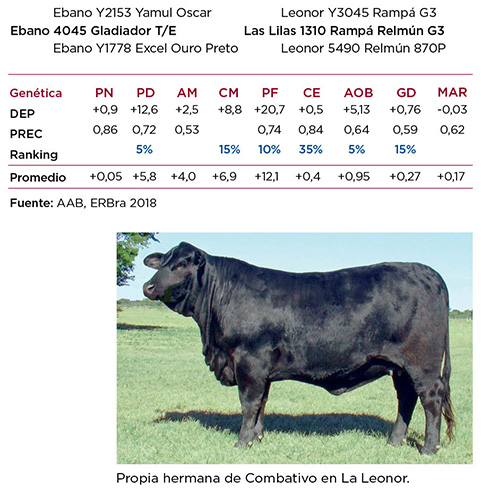 Ebano Y2153 Yamul Oscar Leonor Y3045 Rampá G3
Ebano 4045 Gladiador T/E Las Lilas 1310 Rampá Relmún G3
Ebano Y1778 Excel Ouro Preto Leonor 5490 Relmún 870P
Genética PN PD AM CM PF CE AOB GD MAR
DEP +0,9 +12,6 +2,5 +8,8 +20,7 +0,5 +5,13 +0,76 -0,03
PREC 0,86 0,72 0,53 0,74 0,84 0,64 0,59 0,62
Ranking 5% 15% 10% 35% 5% 15%
Promedio +0,05 +5,8 +4,0 +6,9 +12,1 +0,4 +0,95 +0,27 +0,17
Fuente: AAB, ERBra 2018
Propia hermana de Combativo en La Leonor.